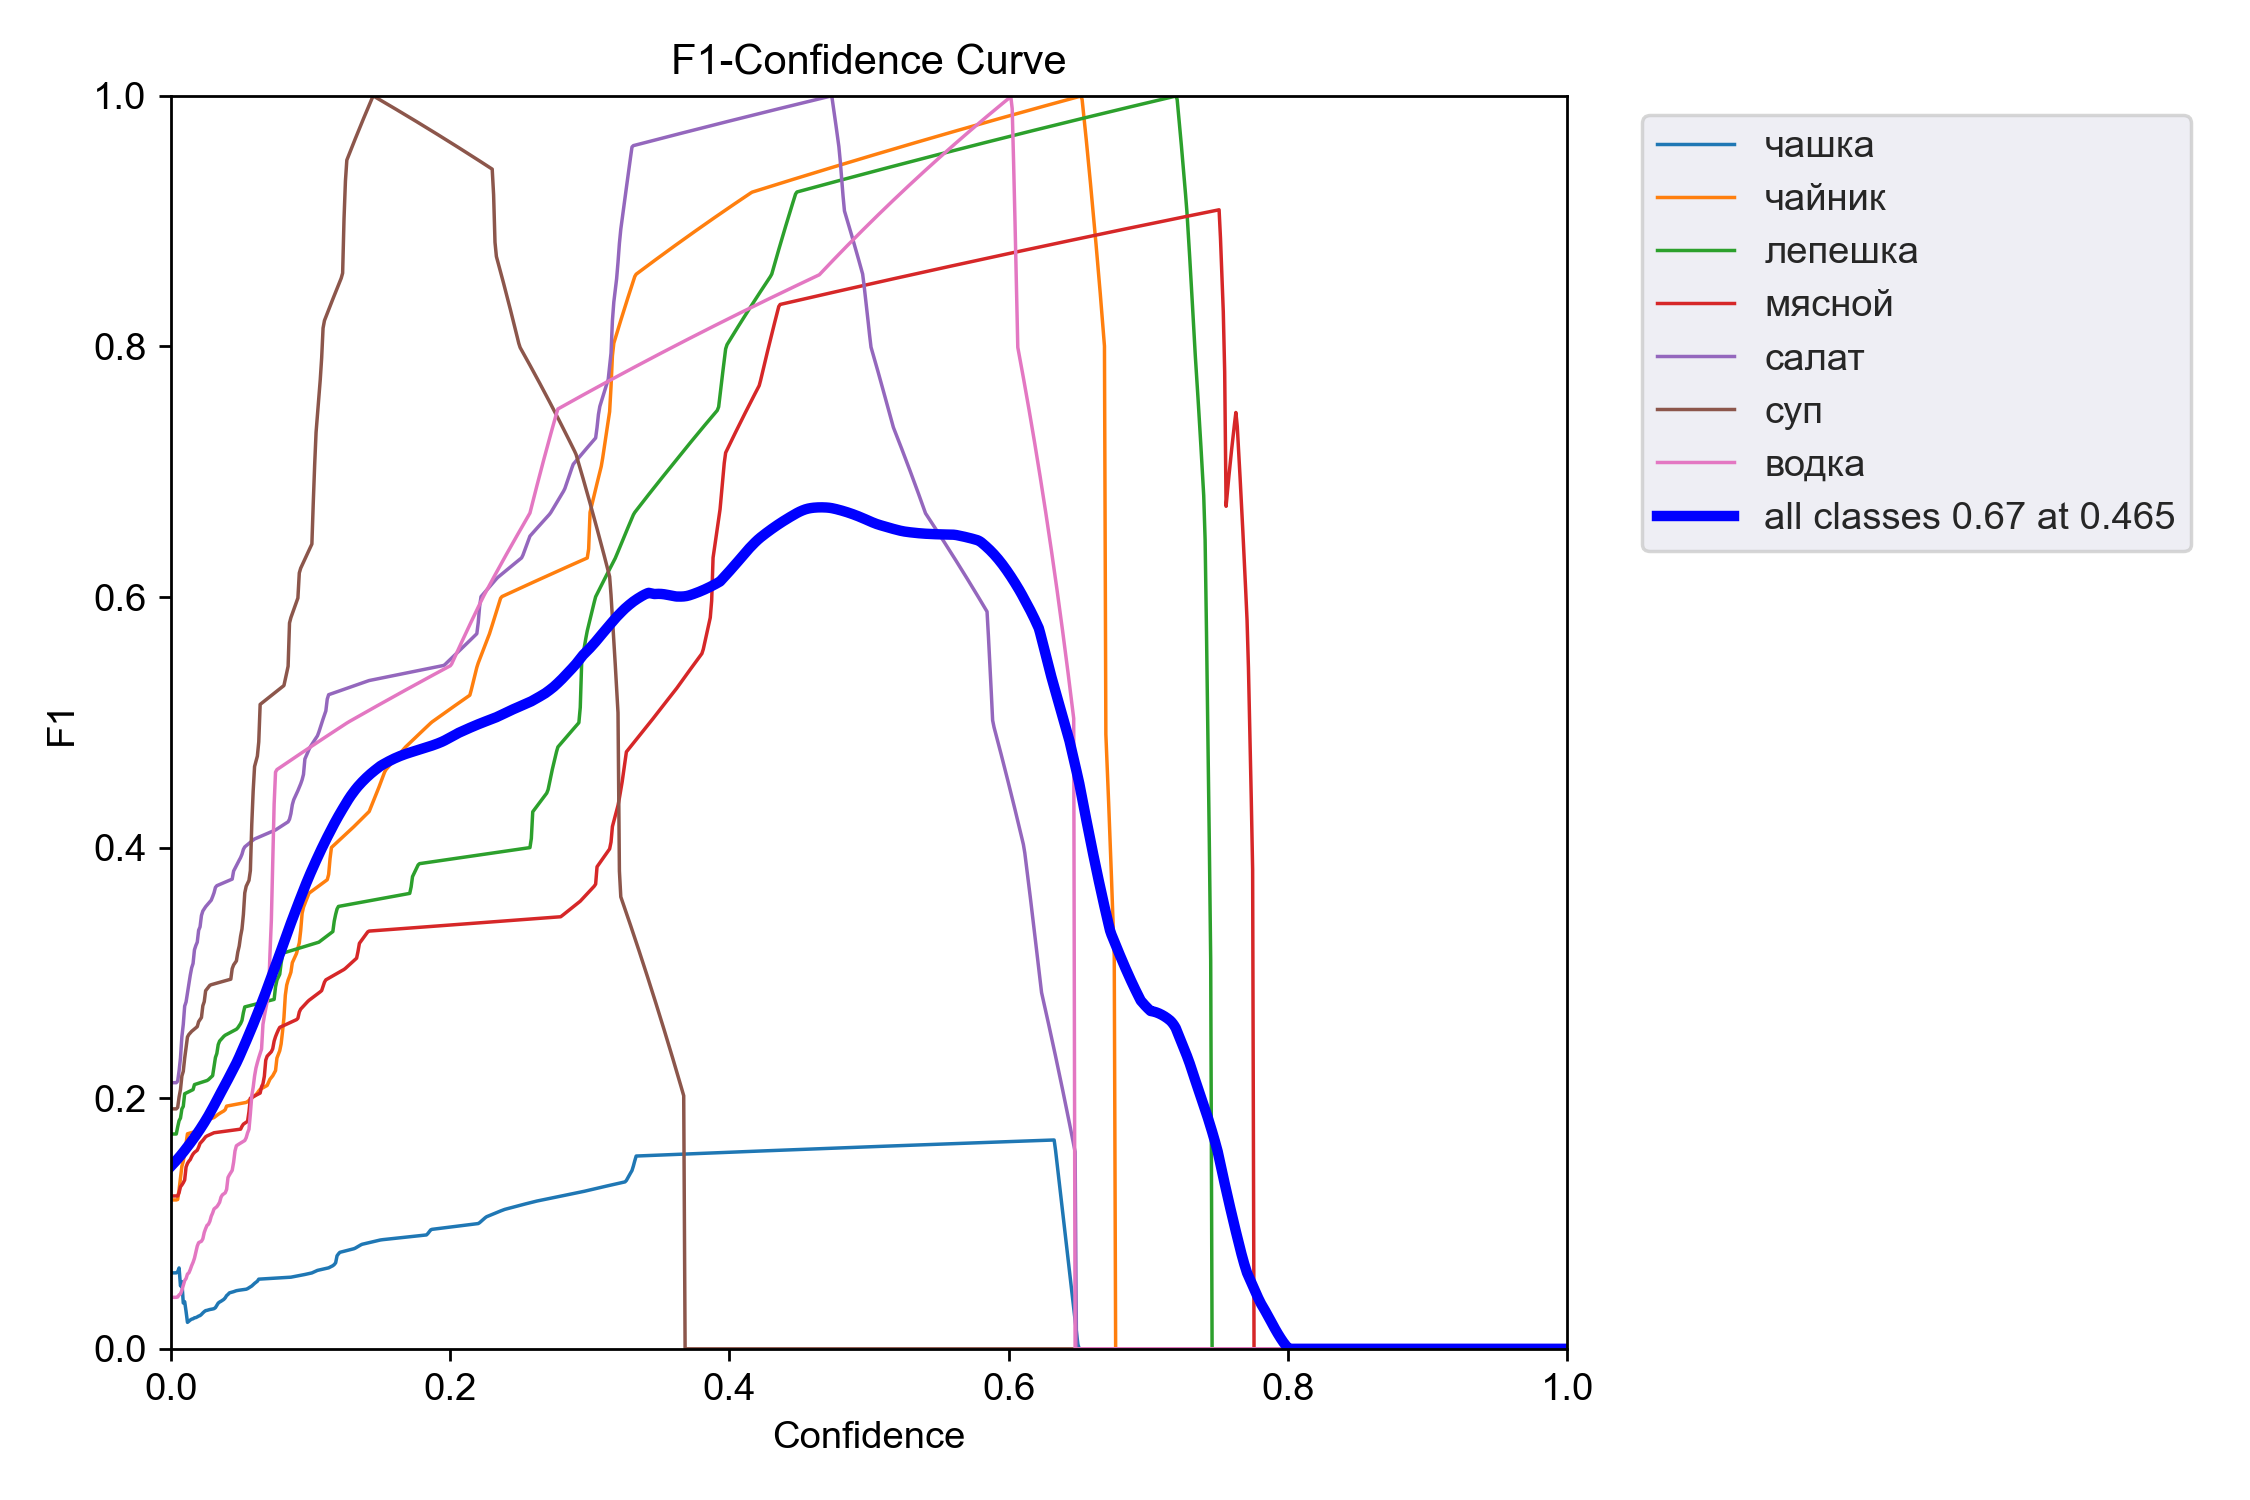 F1-Confidence Curve
1.0
0.8
0.6
0.4
0.2
0.0
F1
0.0 0.2 0.4 0.6 0.8 1.0
Confidence
чашка
чайник
лепешка
мясной
салат
суп
водка
all classes 0.67 at 0.465